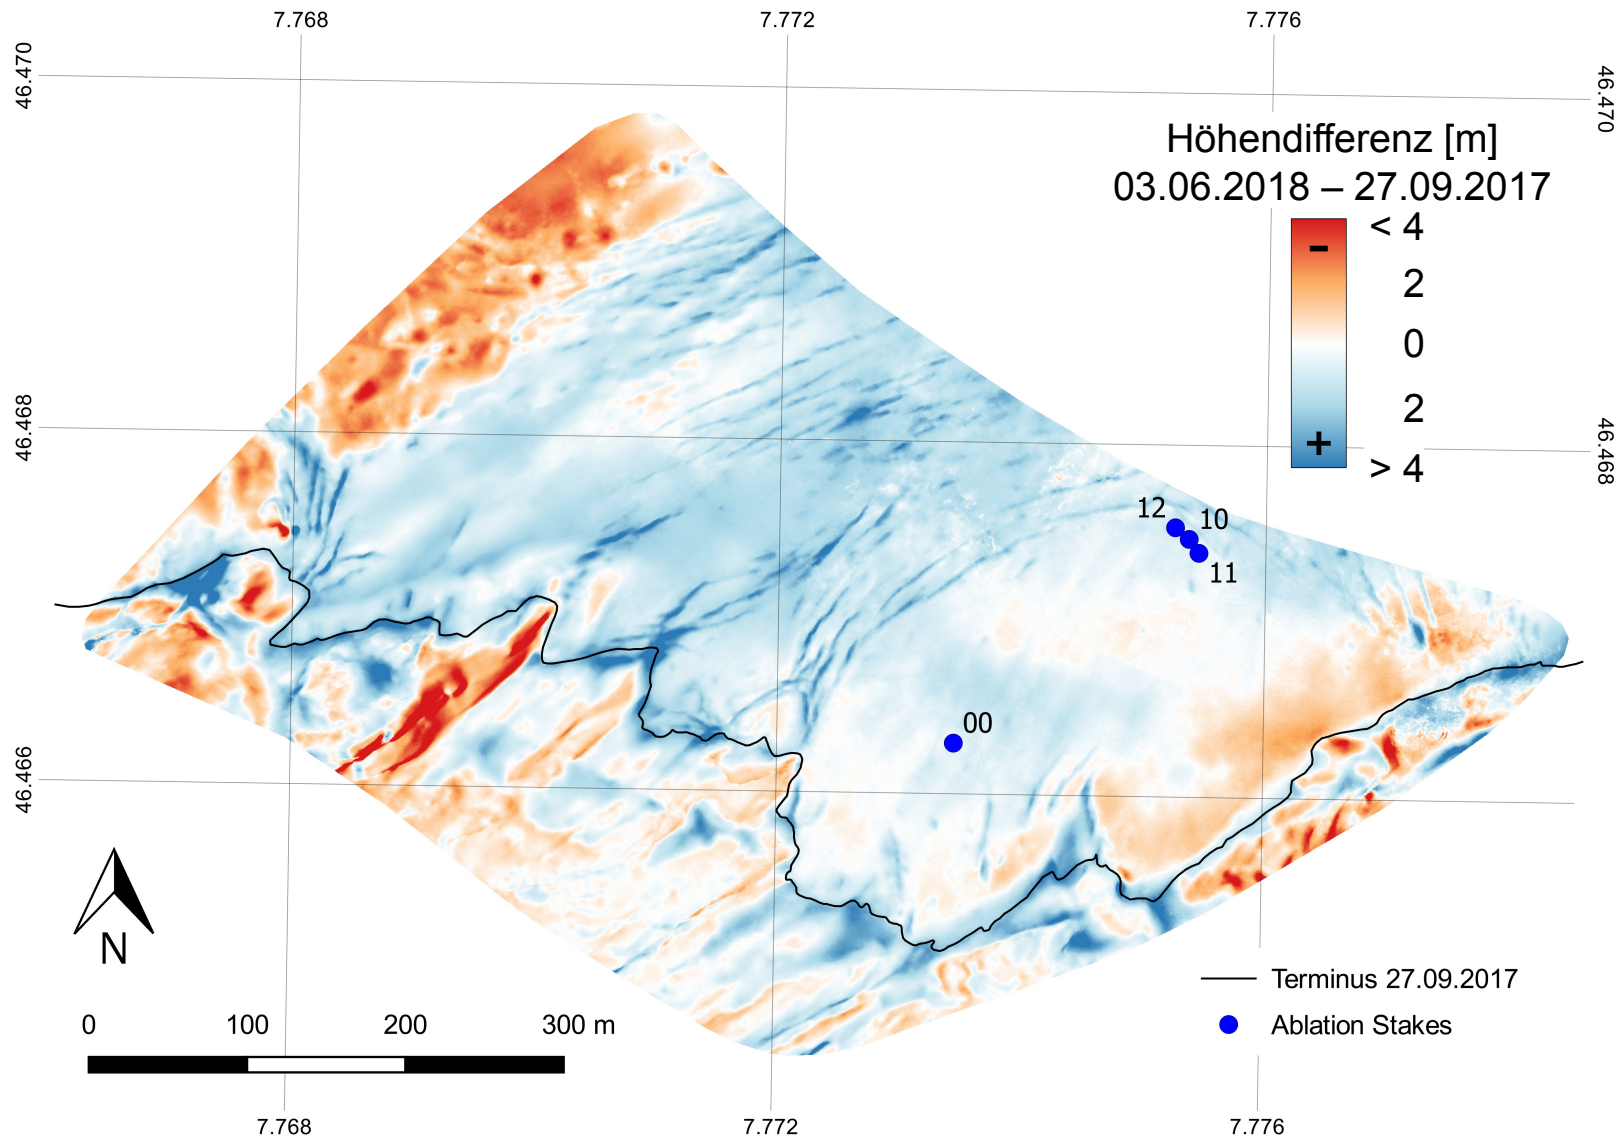 7.768 7.772 7.776
46.470 46.470
Höhendifferenz [m]
03.06.2018 – 27.09.2017
- < 4
2
0
2
+ > 4
46.468 46.468
12 10
11
00
46.466
N
Terminus 27.09.2017
Ablation Stakes
0 100 200 300 m
7.768 7.772 7.776